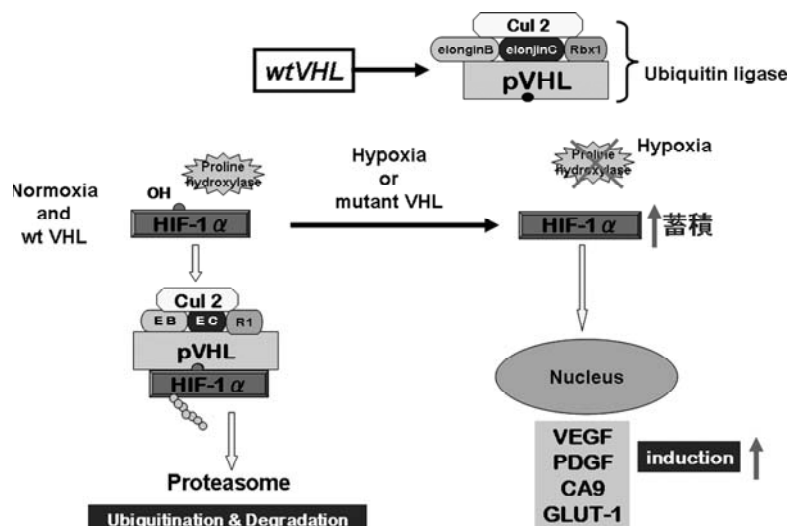 Cul 2
elonginB elonjinC Rbx1
wtVHL
pVHL
Ubiquitin ligase
Proline
hydroxylase
OH
Normoxia
and
wt VHL
HIF-1 α
Hypoxia
or
mutant VHL
Proline
hydroxylase
Hypoxia
HIF-1 α
蓄積
Cul 2
EB EC R1
pVHL
HIF-1 α
Proteasome
Ubiquitination & Degradation
Nucleus
VEGF
PDGF
CA9
GLUT-1
induction